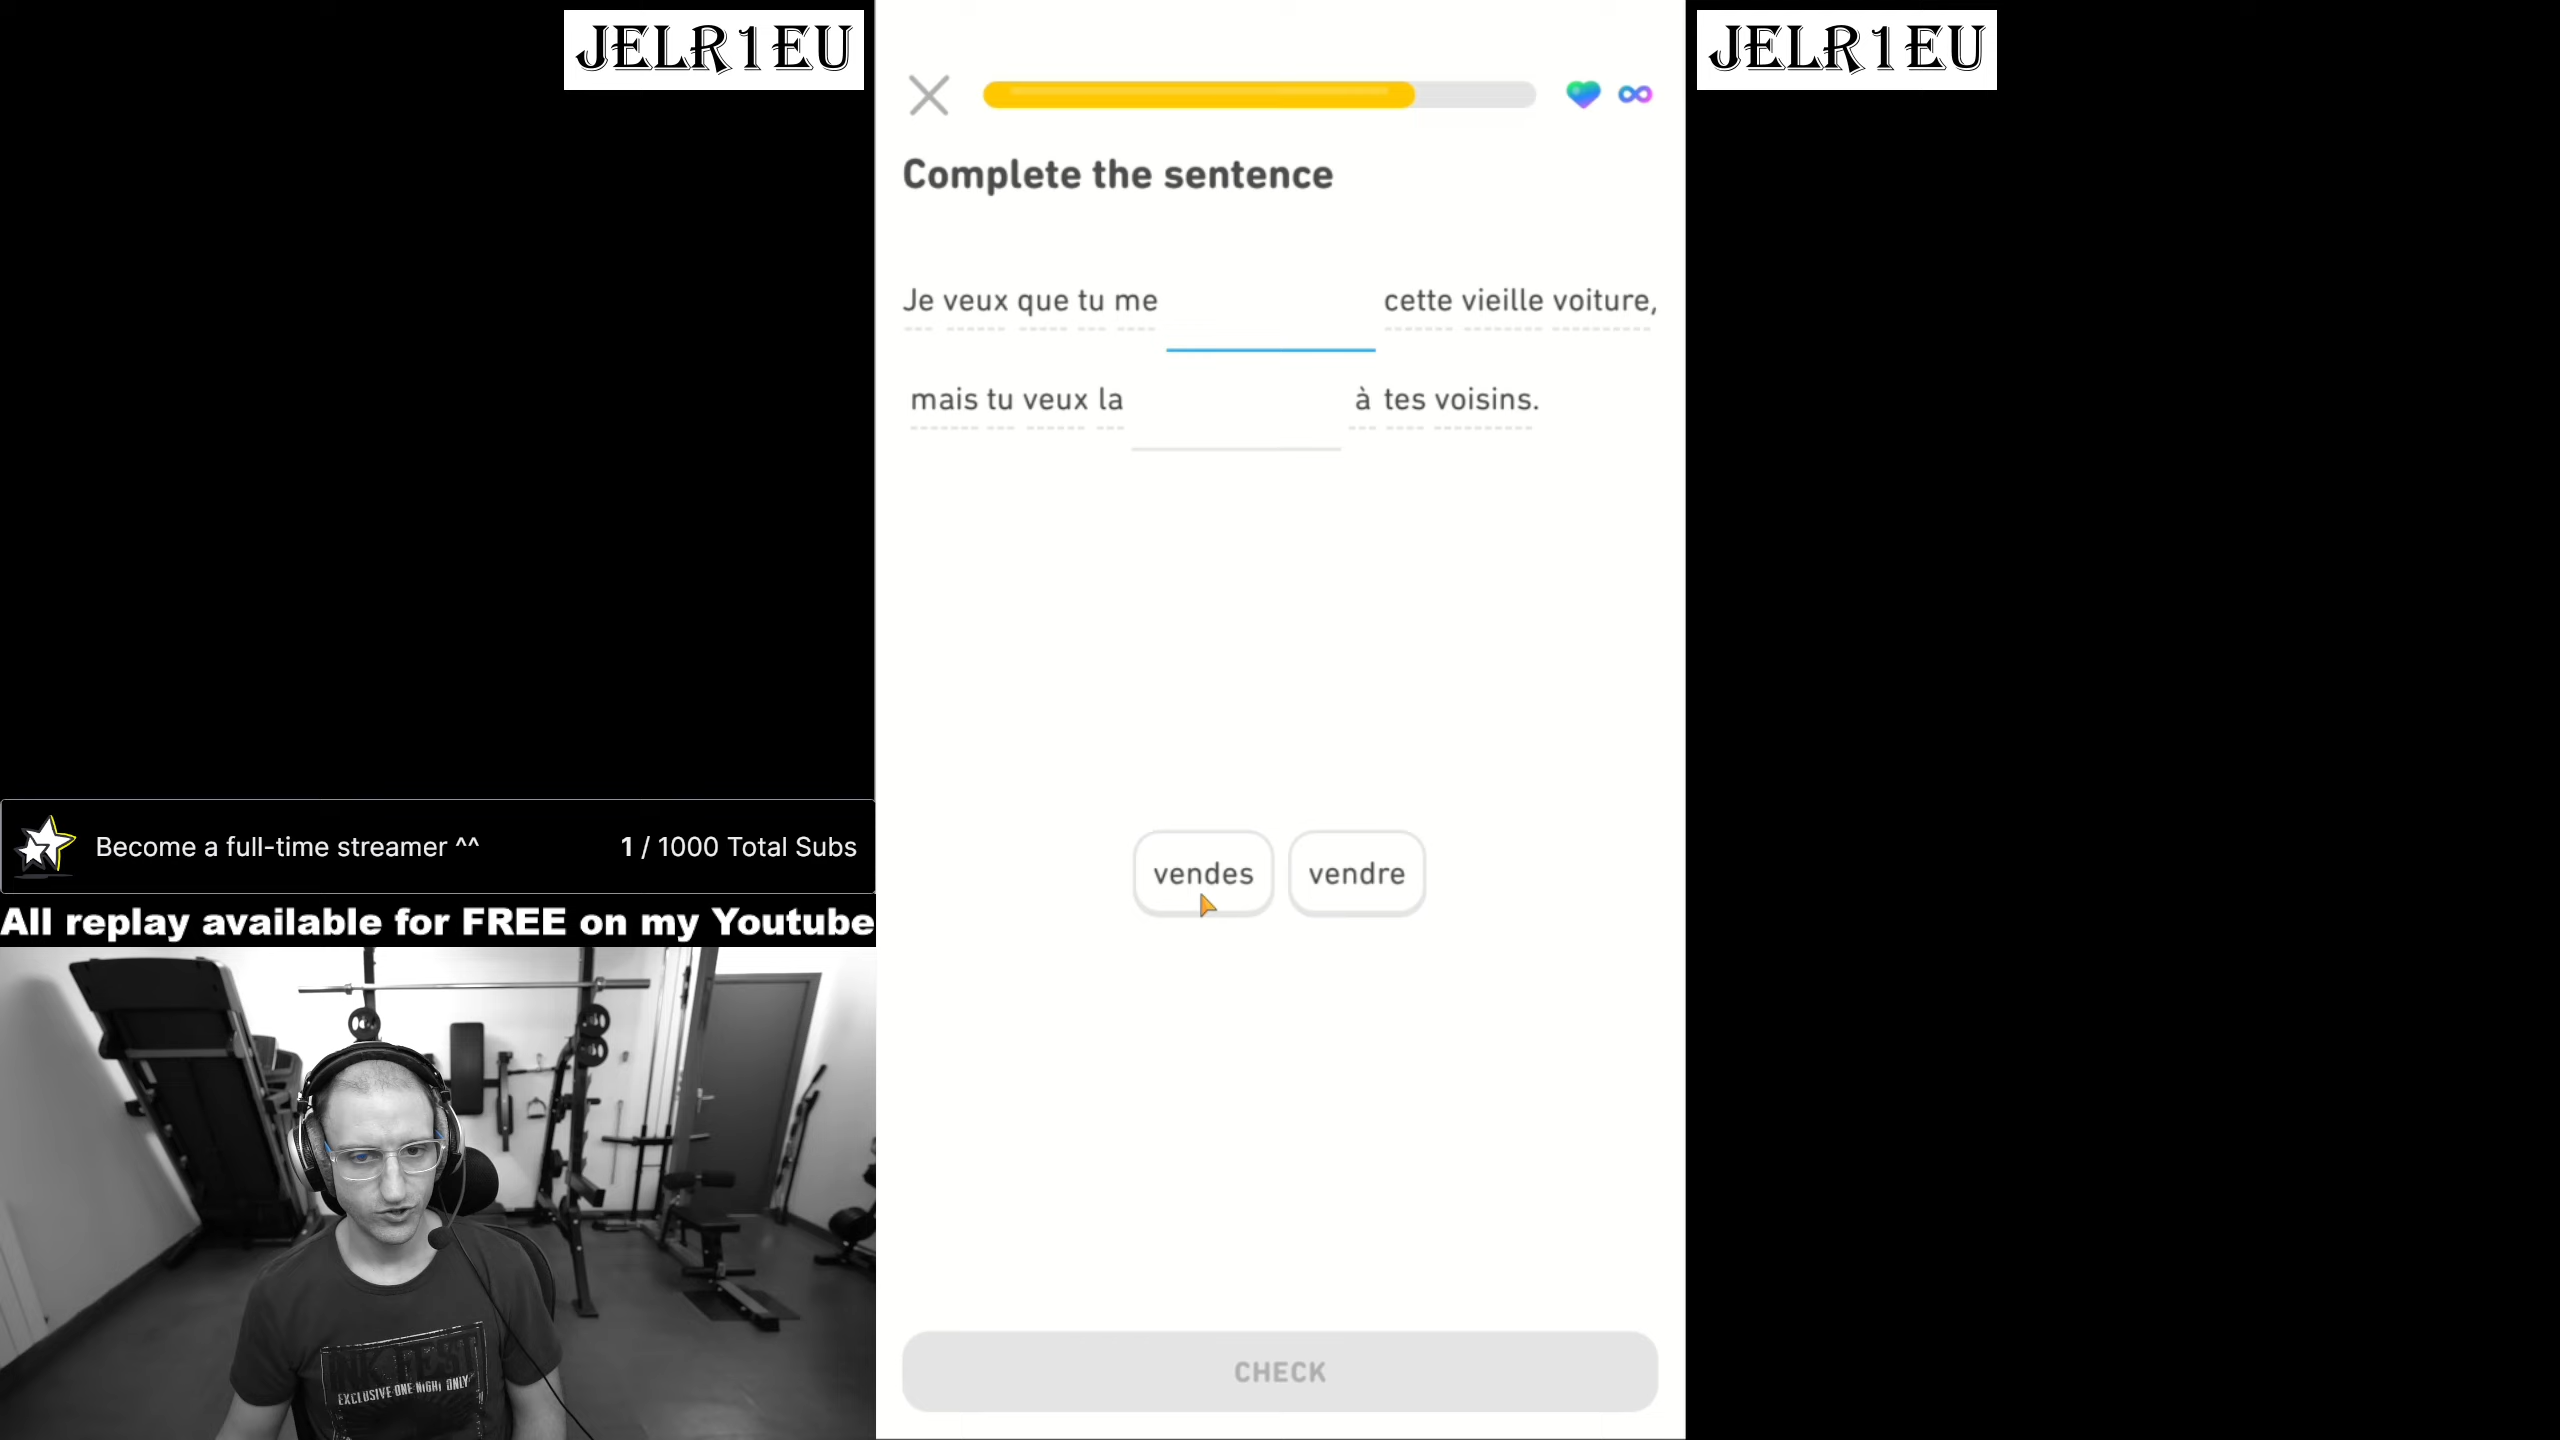 JELR1EU
JELR1EU
Complete the sentence
Je veux que tu me cette vieille voiture,
mais tu veux la à tes voisins.
vendes vendre
Become a full-time streamer ^^ 1 / 1000 Total Subs
All replay available for FREE on my Youtube
EXCLUSIVE ONE NIGHT ONLY
CHECK